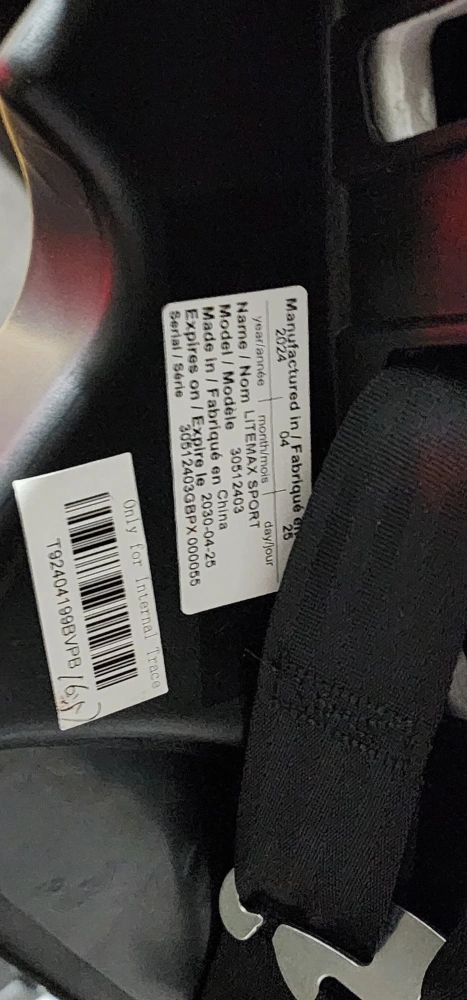 Manufactured in / Fabriqué en
2024 04 25
year/année month/mois day/jour
Name / Nom LITEMAX SPORT
Model / Modèle 30512403
Made in / Fabriqué en China
Expires on / Expire le 2030-04-25
Serial / Série 30512403GBPX000055
Only for Internal Trace
T92404199BVPB